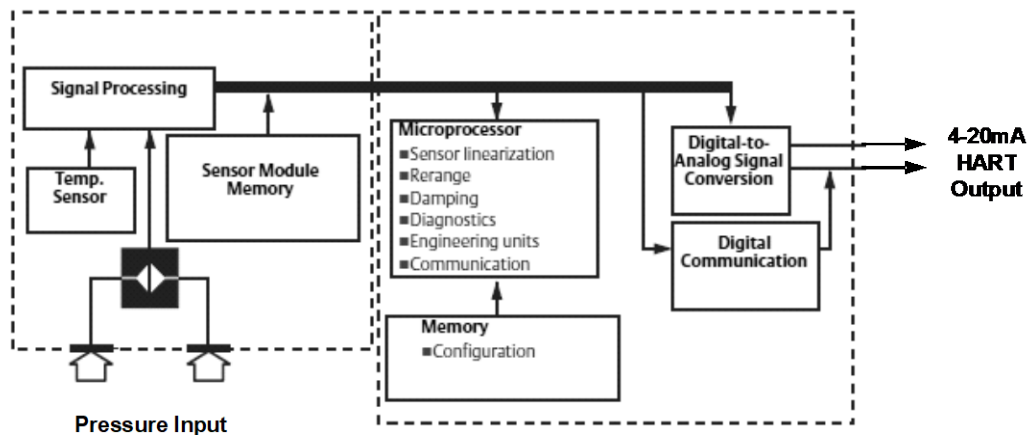 Signal Processing
Temp.
Sensor
Sensor Module
Memory
Pressure Input
Microprocessor
■Sensor linearization
■Rerange
■Damping
■Diagnostics
■Engineering units
■Communication
Memory
■Configuration
Digital-to-
Analog Signal
Conversion
Digital
Communication
4-20mA
HART
Output